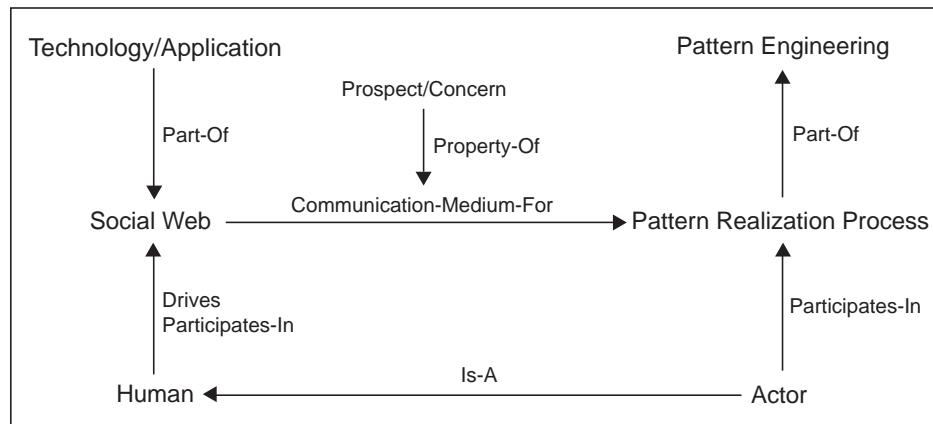 Technology/Application
Pattern Engineering
Prospect/Concern
Part-Of
Property-Of
Part-Of
Communication-Medium-For
Social Web
Pattern Realization Process
Drives
Participates-In
Participates-In
Is-A
Human
Actor